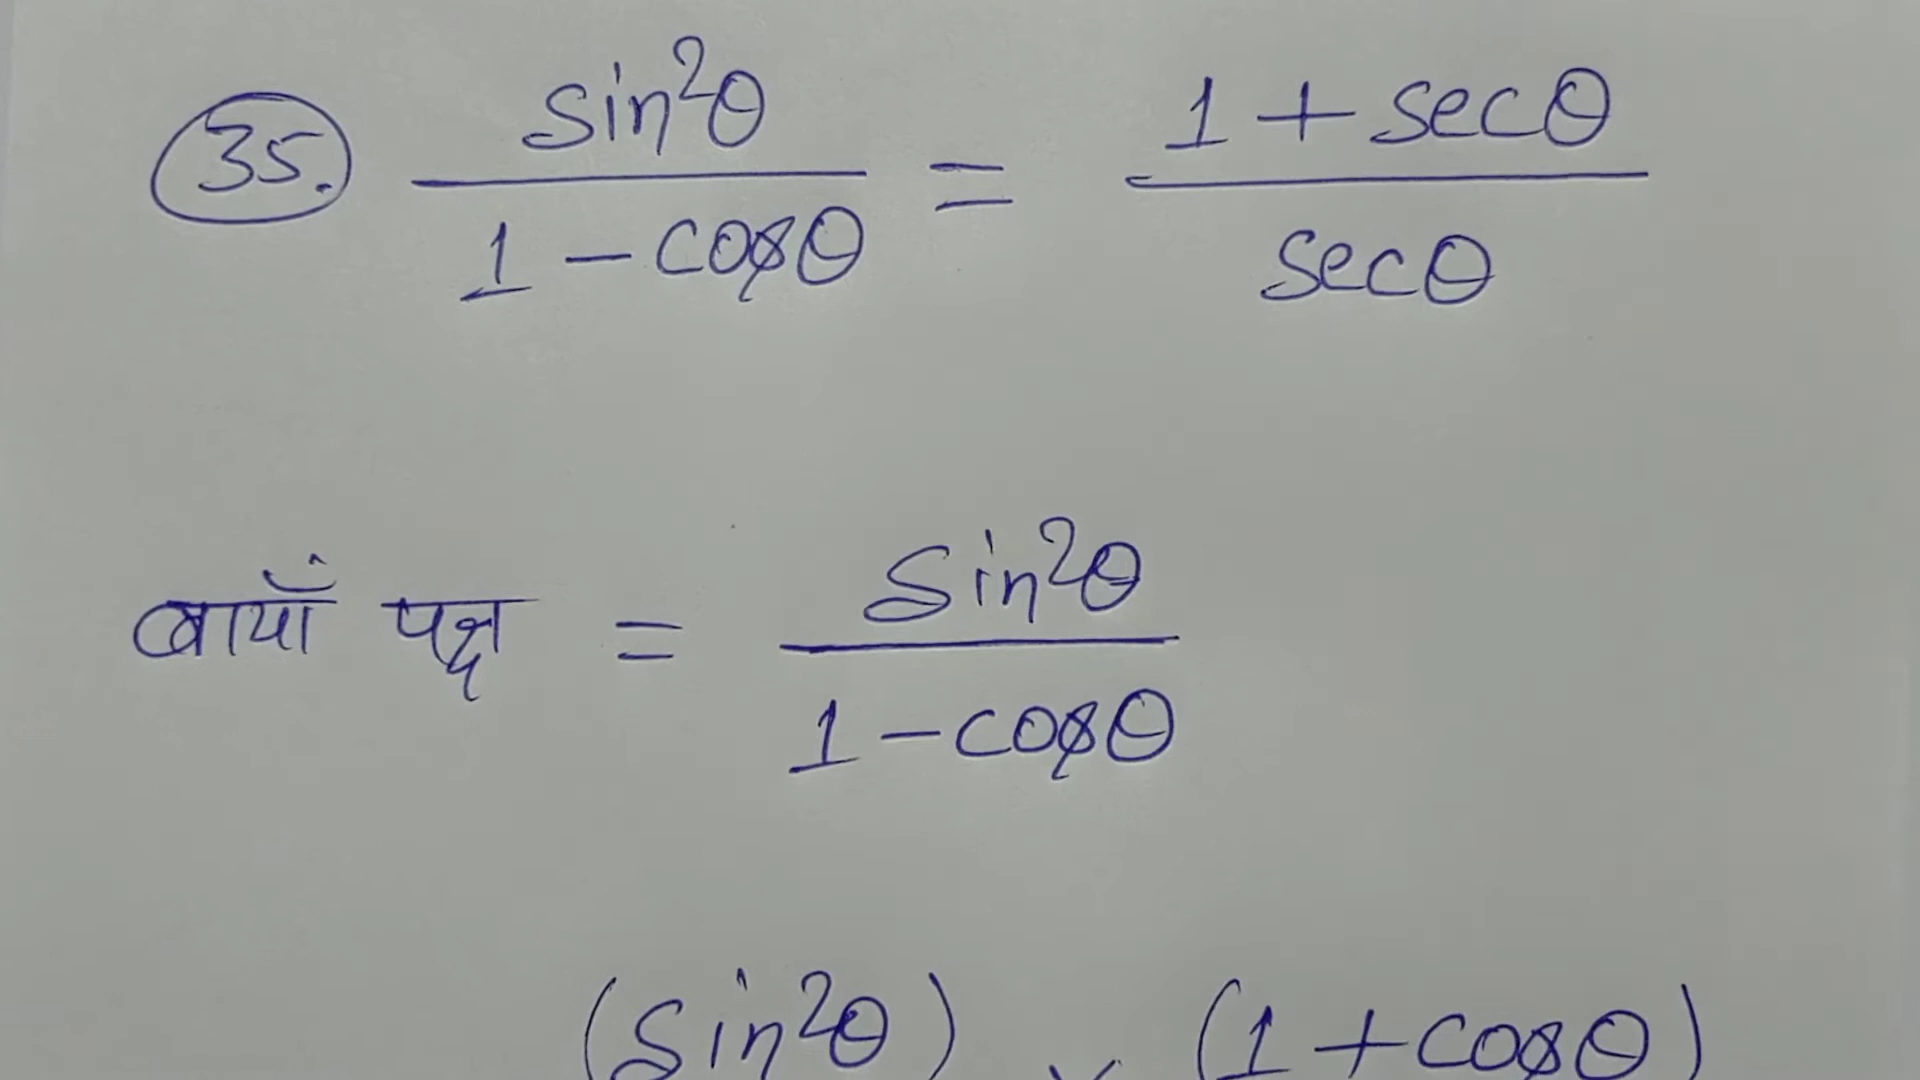 35. sin²θ / 1 - cosθ = 1 + secθ / secθ
बायाँ पक्ष = sin²θ / 1 - cosθ
(sin²θ) × (1 + cosθ)